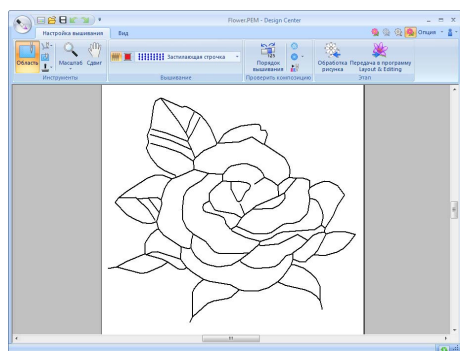 Flower.PEM - Design Center
Настройка вышивания Вид Опция
Область Масштаб Сдвиг Застилающая строчка Порядок вышивания Обработка рисунка Передача в программу Layout & Editing
Инструменты Вышивание Проверить композицию Этап